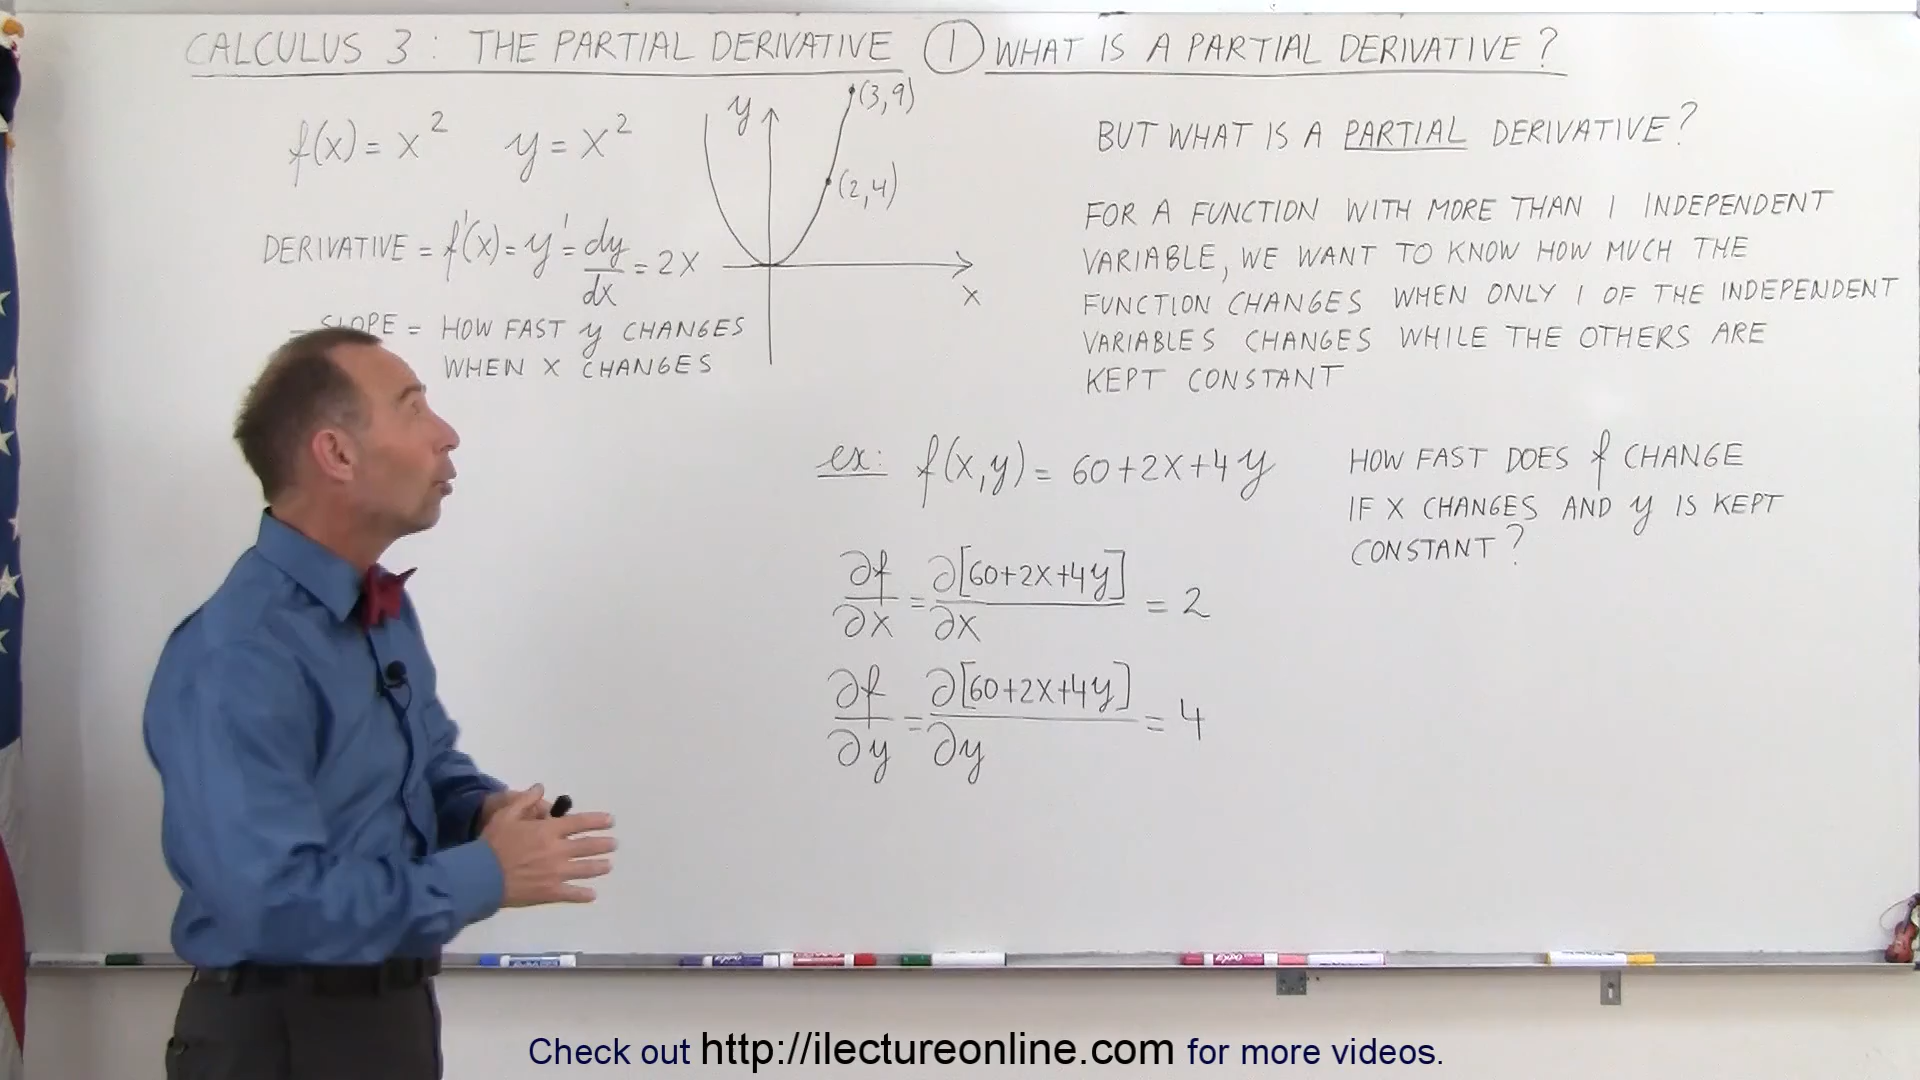 CALCULUS 3: THE PARTIAL DERIVATIVE ① WHAT IS A PARTIAL DERIVATIVE?
f(x) = x² y = x²
y
(3,9)
(2,4)
x
DERIVATIVE = f'(x) = y' = dy/dx = 2x
SLOPE = HOW FAST y CHANGES
WHEN X CHANGES
BUT WHAT IS A PARTIAL DERIVATIVE?
FOR A FUNCTION WITH MORE THAN 1 INDEPENDENT
VARIABLE, WE WANT TO KNOW HOW MUCH THE
FUNCTION CHANGES WHEN ONLY 1 OF THE INDEPENDENT
VARIABLES CHANGES WHILE THE OTHERS ARE
KEPT CONSTANT
ex: f(x,y) = 60+2x+4y
HOW FAST DOES f CHANGE
IF X CHANGES AND y IS KEPT
CONSTANT?
∂f/∂x = ∂[60+2x+4y]/∂x = 2
∂f/∂y = ∂[60+2x+4y]/∂y = 4
Check out http://ilectureonline.com for more videos.